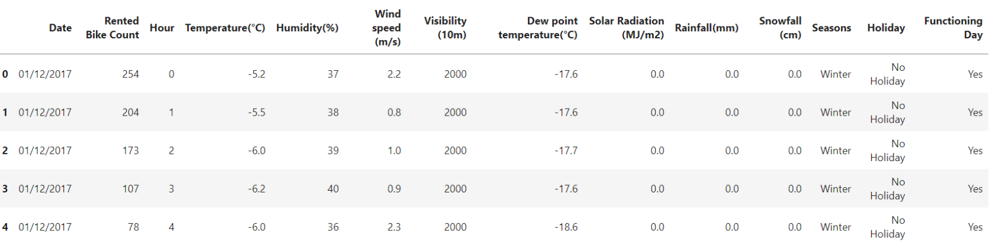 Date Rented Bike Count Hour Temperature(°C) Humidity(%) Wind speed (m/s) Visibility (10m) Dew point temperature(°C) Solar Radiation (MJ/m2) Rainfall(mm) Snowfall (cm) Seasons Holiday Functioning Day
0 01/12/2017 254 0 -5.2 37 2.2 2000 -17.6 0.0 0.0 0.0 Winter No Holiday Yes
1 01/12/2017 204 1 -5.5 38 0.8 2000 -17.6 0.0 0.0 0.0 Winter No Holiday Yes
2 01/12/2017 173 2 -6.0 39 1.0 2000 -17.7 0.0 0.0 0.0 Winter No Holiday Yes
3 01/12/2017 107 3 -6.2 40 0.9 2000 -17.6 0.0 0.0 0.0 Winter No Holiday Yes
4 01/12/2017 78 4 -6.0 36 2.3 2000 -18.6 0.0 0.0 0.0 Winter No Holiday Yes